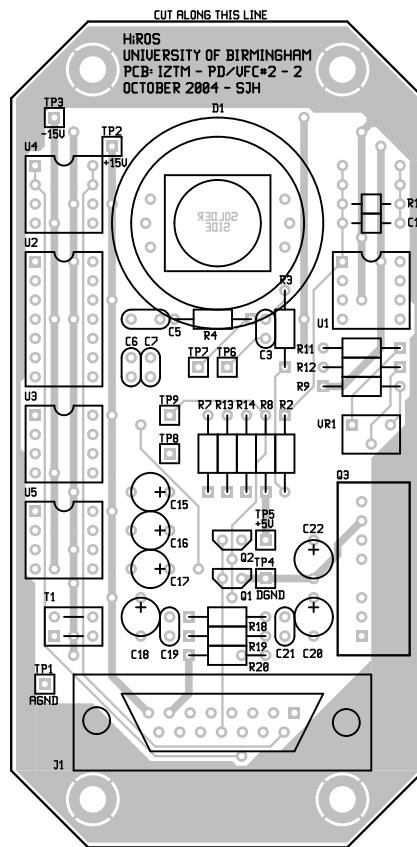 CUT ALONG THIS LINE
HiROS
UNIVERSITY OF BIRMINGHAM
PCB: IZTM - PD/VFC#2 - 2
OCTOBER 2004 - SJH
TP3
-15V
D1
TP2
+15V
U4
SOLDER
SIDE
R1
C1
U2
R3
C5
R4
C3
U1
C6
C7
TP7
TP6
R11
R12
R9
U3
TP9
R7
R13
R14
R8
R2
VR1
TP8
Q3
C15
U5
TP5
+5V
C22
C16
Q2
TP4
C17
Q1
DGND
T1
R18
C18
C19
R19
C21
C20
R20
TP1
AGND
J1